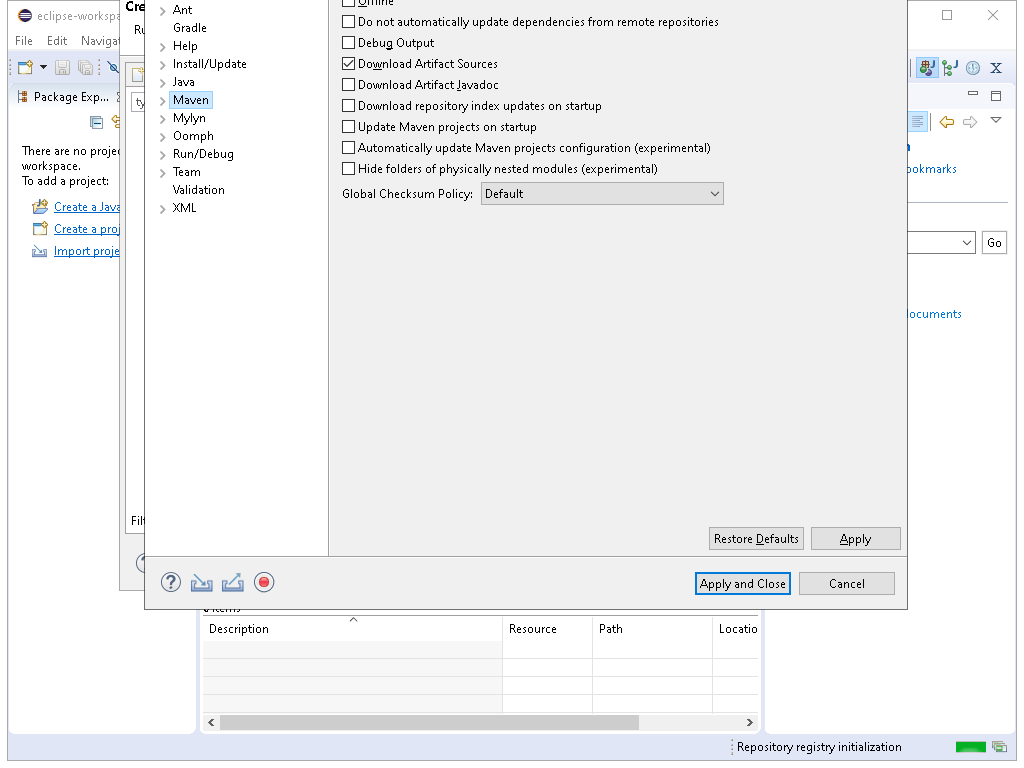 eclipse-workspa
File Edit Navigat
Package Exp...
There are no projec
workspace.
To add a project:
Create a Java
Create a proj
Import proje
Cre
Ru
ty
Filt
Ant
Gradle
Help
Install/Update
Java
Maven
Mylyn
Oomph
Run/Debug
Team
Validation
XML
Offline
Do not automatically update dependencies from remote repositories
Debug Output
Download Artifact Sources
Download Artifact Javadoc
Download repository index updates on startup
Update Maven projects on startup
Automatically update Maven projects configuration (experimental)
Hide folders of physically nested modules (experimental)
Global Checksum Policy: Default
Restore Defaults Apply
Apply and Close Cancel
ookmarks
Go
ocuments
Description Resource Path Locatio
Repository registry initialization